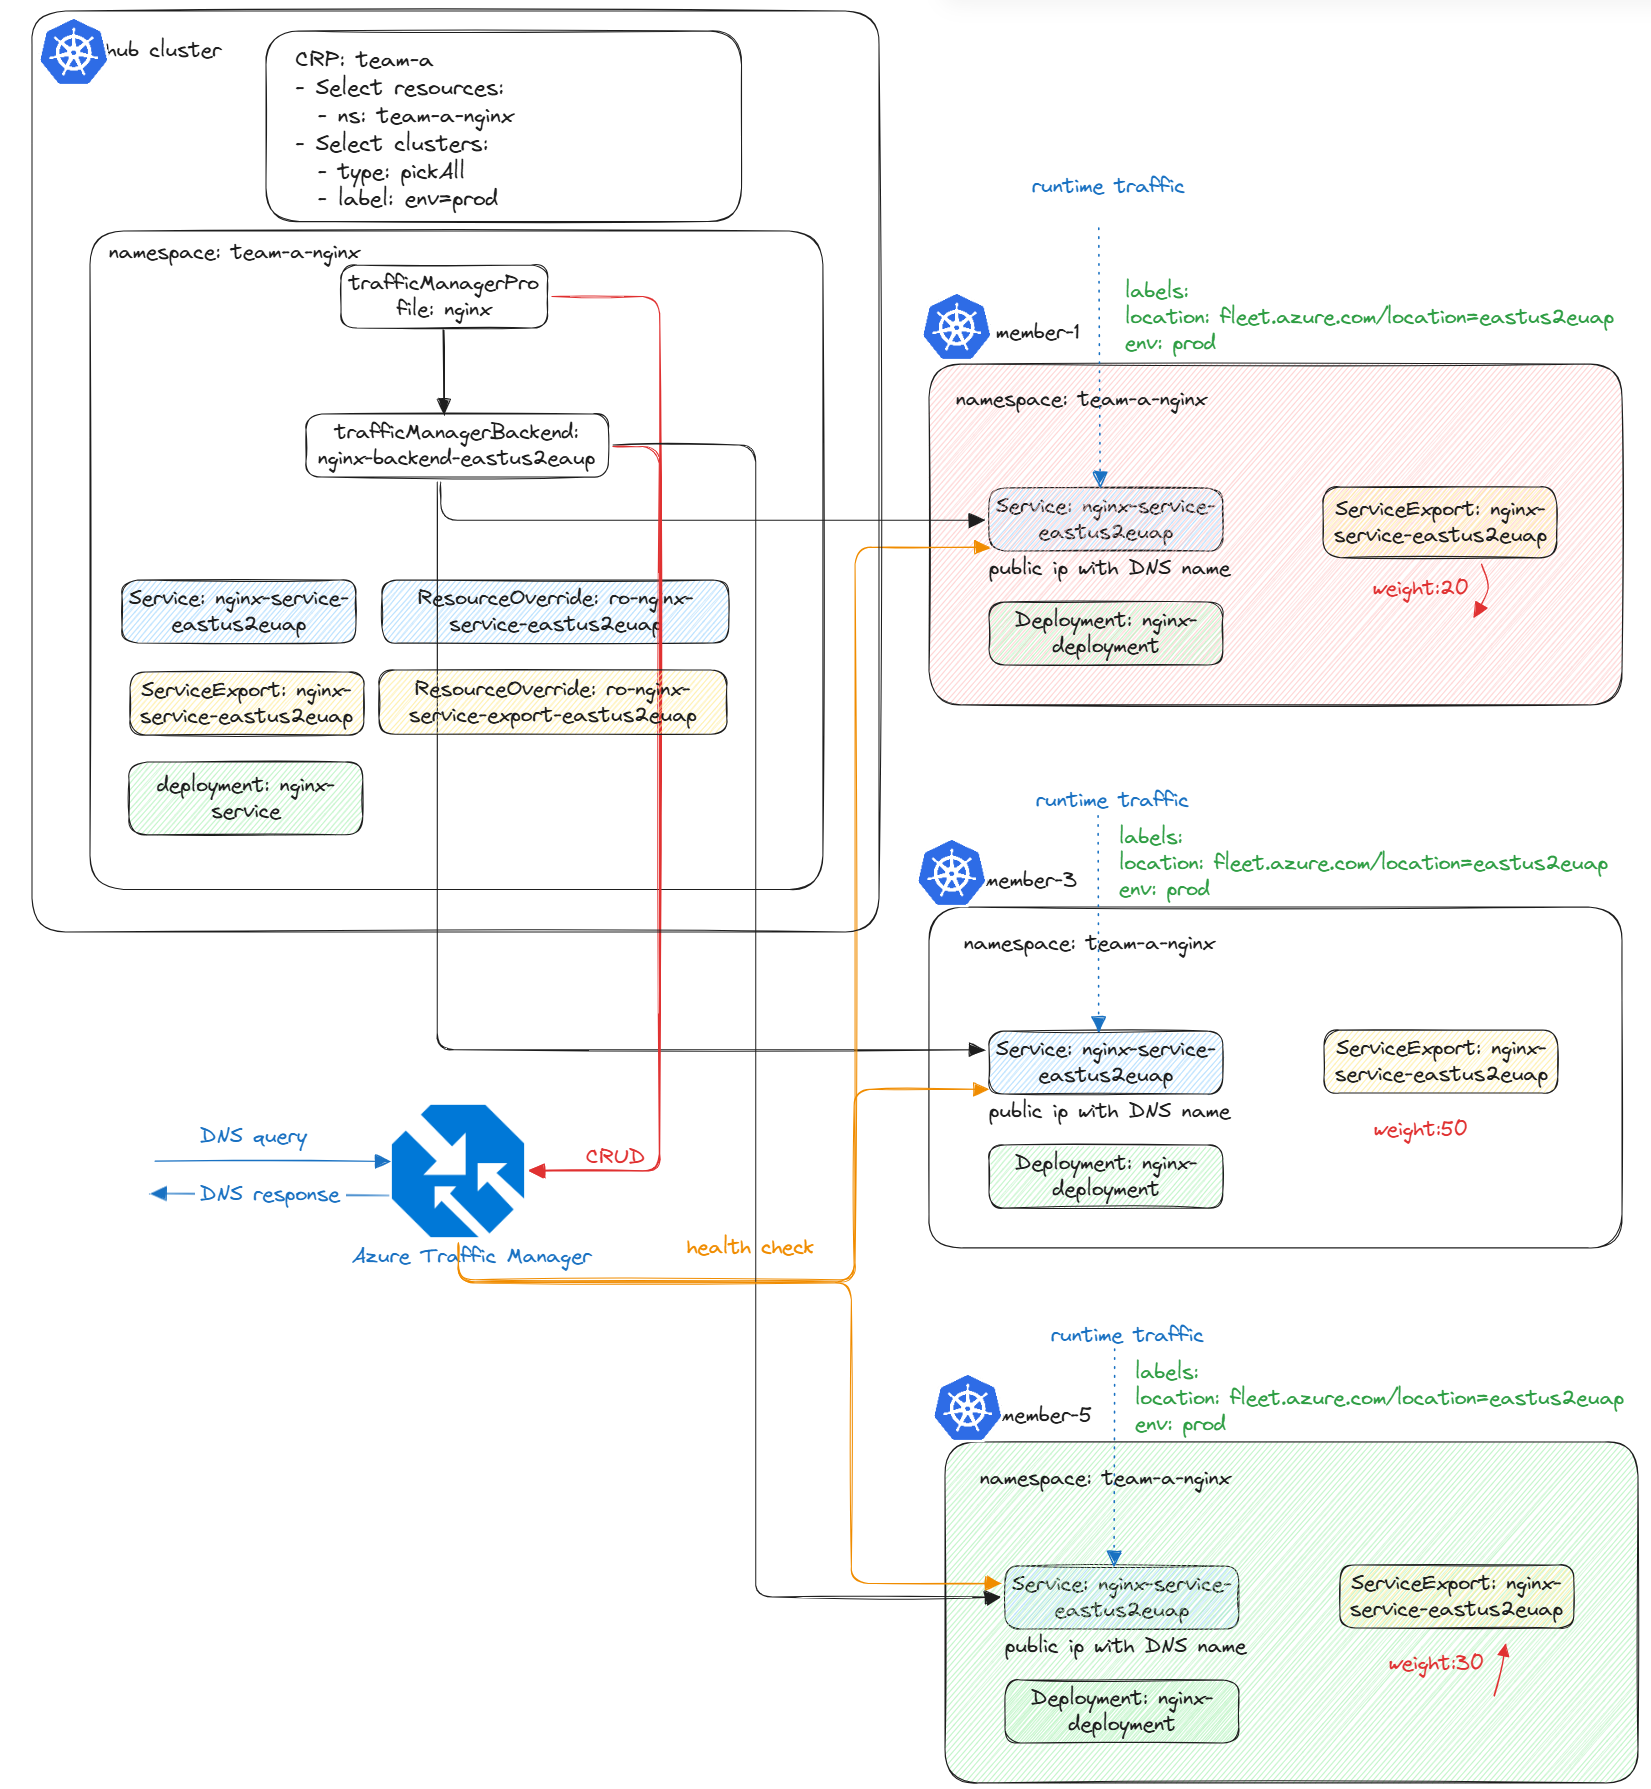 hub cluster
CRP: team-a
- Select resources:
- ns: team-a-nginx
- Select clusters:
- type: pickAll
- label: env=prod
namespace: team-a-nginx
trafficManagerPro
file: nginx
trafficManagerBackend:
nginx-backend-eastus2eaup
Service: nginx-service-
eastus2euap
ResourceOverride: ro-nginx-
service-eastus2euap
ServiceExport: nginx-
service-eastus2euap
ResourceOverride: ro-nginx-
service-export-eastus2euap
deployment: nginx-
service
runtime traffic
labels:
location: fleet.azure.com/location=eastus2euap
env: prod
member-1
namespace: team-a-nginx
Service: nginx-service-
eastus2euap
public ip with DNS name
ServiceExport: nginx-
service-eastus2euap
weight:20
Deployment: nginx-
deployment
runtime traffic
labels:
location: fleet.azure.com/location=eastus2euap
env: prod
member-3
namespace: team-a-nginx
Service: nginx-service-
eastus2euap
public ip with DNS name
ServiceExport: nginx-
service-eastus2euap
weight:50
Deployment: nginx-
deployment
DNS query
DNS response
CRUD
Azure Traffic Manager
health check
runtime traffic
labels:
location: fleet.azure.com/location=eastus2euap
env: prod
member-5
namespace: team-a-nginx
Service: nginx-service-
eastus2euap
public ip with DNS name
ServiceExport: nginx-
service-eastus2euap
weight:30
Deployment: nginx-
deployment